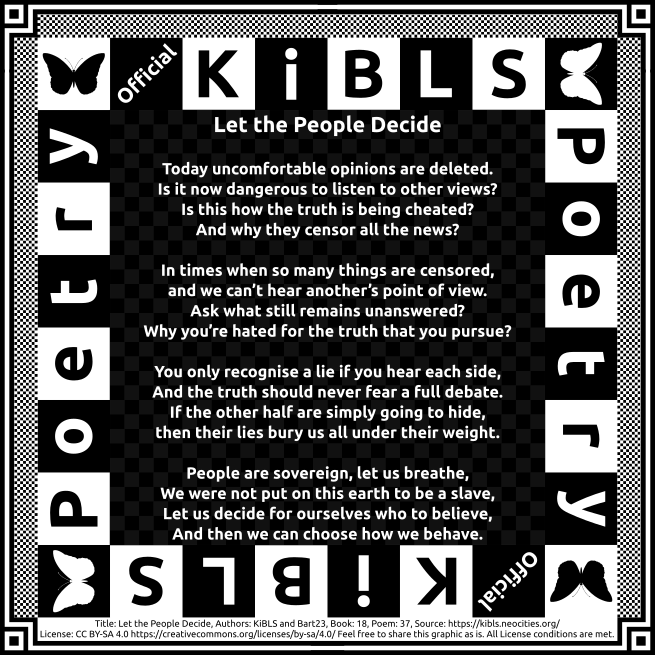 Official KiBLS
Poetry
Poetry
Let the People Decide
Today uncomfortable opinions are deleted.
Is it now dangerous to listen to other views?
Is this how the truth is being cheated?
And why they censor all the news?
In times when so many things are censored,
and we can’t hear another’s point of view.
Ask what still remains unanswered?
Why you’re hated for the truth that you pursue?
You only recognise a lie if you hear each side,
And the truth should never fear a full debate.
If the other half are simply going to hide,
then their lies bury us all under their weight.
People are sovereign, let us breathe,
We were not put on this earth to be a slave,
Let us decide for ourselves who to believe,
And then we can choose how we behave.
Official KiBLS
Title: Let the People Decide, Authors: KiBLS and Bart23, Book: 18, Poem: 37, Source: https://kibls.neocities.org/
License: CC BY-SA 4.0 https://creativecommons.org/licenses/by-sa/4.0/ Feel free to share this graphic as is. All License conditions are met.